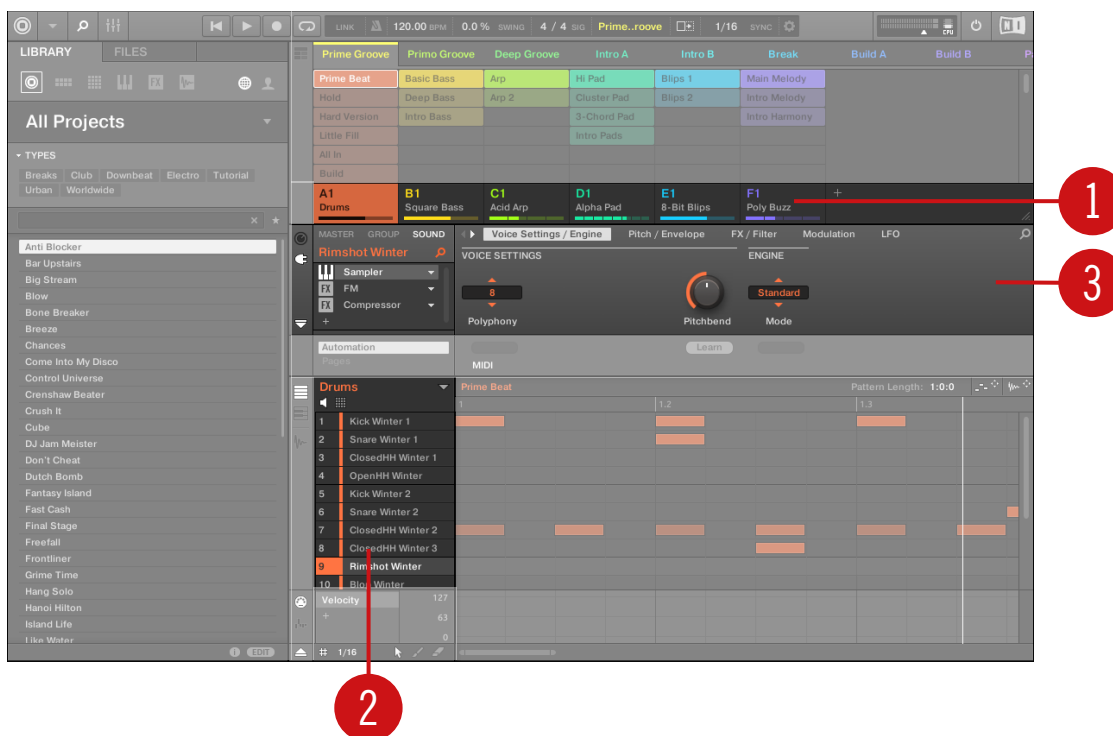 LINK 120.00 BPM 0.0 % SWING 4 / 4 SIG Prime..roove 1/16 SYNC CPU NI
LIBRARY FILES
All Projects
TYPES
Breaks Club Downbeat Electro Tutorial
Urban Worldwide
Anti Blocker
Bar Upstairs
Big Stream
Blow
Bone Breaker
Breeze
Chances
Come Into My Disco
Control Universe
Crenshaw Beater
Crush It
Cube
DJ Jam Meister
Don't Cheat
Dutch Bomb
Fantasy Island
Fast Cash
Final Stage
Freefall
Frontliner
Grime Time
Hang Solo
Hanoi Hilton
Island Life
Like Water
EDIT
Prime Groove Primo Groove Deep Groove Intro A Intro B Break Build A Build B
Prime Beat Basic Bass Arp Hi Pad Blips 1 Main Melody
Hold Deep Bass Arp 2 Cluster Pad Blips 2 Intro Melody
Hard Version Intro Bass 3-Chord Pad Intro Harmony
Little Fill Intro Pads
All In
Build
A1 B1 C1 D1 E1 F1 +
Drums Square Bass Acid Arp Alpha Pad 8-Bit Blips Poly Buzz
1
MASTER GROUP SOUND Voice Settings / Engine Pitch / Envelope FX / Filter Modulation LFO
Rimshot Winter VOICE SETTINGS ENGINE
Sampler
FX FM
FX Compressor
+
8 Standard
Polyphony Pitchbend Mode
3
Automation Learn
Pages MIDI
Drums Prime Beat Pattern Length: 1:0:0
1 1.2 1.3
1 Kick Winter 1
2 Snare Winter 1
3 ClosedHH Winter 1
4 OpenHH Winter
5 Kick Winter 2
6 Snare Winter 2
7 ClosedHH Winter 2
8 ClosedHH Winter 3
9 Rimshot Winter
10 Winter
Velocity 127
+ 63
0
1/16
2